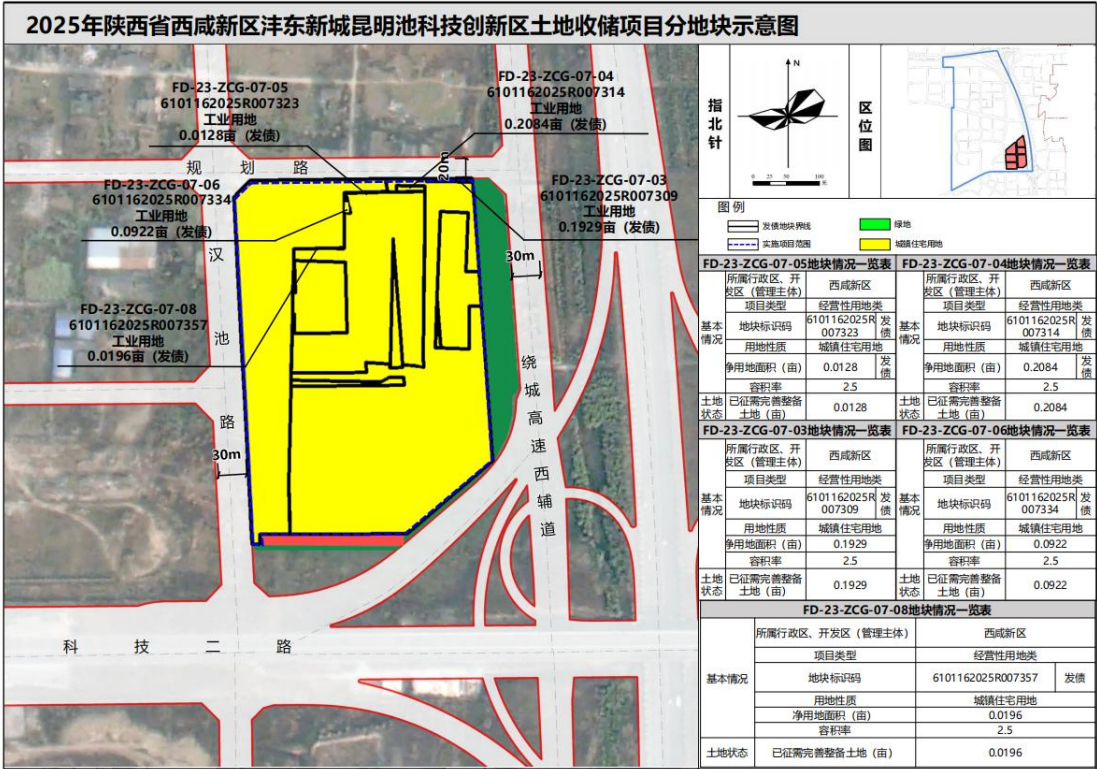 2025年陕西省西咸新区沣东新城昆明池科技创新区土地收储项目分地块示意图
FD-23-ZCG-07-05
6101162025R007323
工业用地
0.0128亩（发债）
FD-23-ZCG-07-04
6101162025R007314
工业用地
0.2084亩（发债）
规划路
20m
FD-23-ZCG-07-06
6101162025R007334
工业用地
0.0922亩（发债）
FD-23-ZCG-07-03
6101162025R007309
工业用地
0.1929亩（发债）
30m
FD-23-ZCG-07-08
6101162025R007357
工业用地
0.0196亩（发债）
汉池路
30m
绕城高速西辅道
科技二路
指北针
N
0 25 50 100
米
区位图
图例
发债地块界线
绿地
实施项目范围
城镇住宅用地
FD-23-ZCG-07-05地块情况一览表
基本情况
所属行政区、开发区（管理主体） 西咸新区
项目类型 经营性用地类
地块标识码 6101162025R007323 发债
用地性质 城镇住宅用地
净用地面积（亩） 0.0128 发债
容积率 2.5
土地状态 已征需完善整备土地（亩） 0.0128
FD-23-ZCG-07-04地块情况一览表
基本情况
所属行政区、开发区（管理主体） 西咸新区
项目类型 经营性用地类
地块标识码 6101162025R007314 发债
用地性质 城镇住宅用地
净用地面积（亩） 0.2084 发债
容积率 2.5
土地状态 已征需完善整备土地（亩） 0.2084
FD-23-ZCG-07-03地块情况一览表
基本情况
所属行政区、开发区（管理主体） 西咸新区
项目类型 经营性用地类
地块标识码 6101162025R007309 发债
用地性质 城镇住宅用地
净用地面积（亩） 0.1929
容积率 2.5
土地状态 已征需完善整备土地（亩） 0.1929
FD-23-ZCG-07-06地块情况一览表
基本情况
所属行政区、开发区（管理主体） 西咸新区
项目类型 经营性用地类
地块标识码 6101162025R007334 发债
用地性质 城镇住宅用地
净用地面积（亩） 0.0922
容积率 2.5
土地状态 已征需完善整备土地（亩） 0.0922
FD-23-ZCG-07-08地块情况一览表
基本情况
所属行政区、开发区（管理主体） 西咸新区
项目类型 经营性用地类
地块标识码 6101162025R007357 发债
用地性质 城镇住宅用地
净用地面积（亩） 0.0196
容积率 2.5
土地状态 已征需完善整备土地（亩） 0.0196